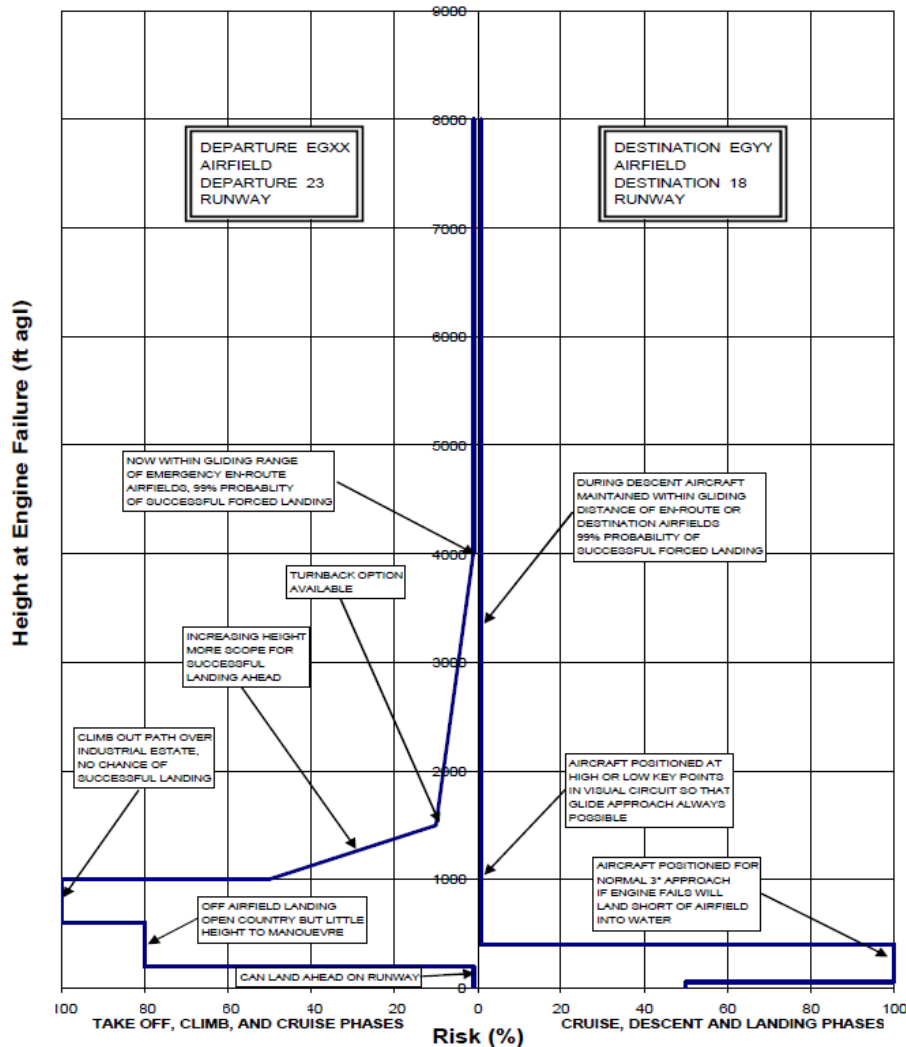 9000
8000
7000
6000
5000
4000
3000
2000
1000
0
Height at Engine Failure (ft agl)
DEPARTURE EGXX
AIRFIELD
DEPARTURE 23
RUNWAY
DESTINATION EGYY
AIRFIELD
DESTINATION 18
RUNWAY
NOW WITHIN GLIDING RANGE
OF EMERGENCY EN-ROUTE
AIRFIELDS, 99% PROBABLITY
OF SUCCESSFUL FORCED LANDING
DURING DESCENT AIRCRAFT
MAINTAINED WITHIN GLIDING
DISTANCE OF EN-ROUTE OR
DESTINATION AIRFIELDS
99% PROBABILITY OF
SUCCESSFUL FORCED LANDING
TURNBACK OPTION
AVAILABLE
INCREASING HEIGHT
MORE SCOPE FOR
SUCCESSFUL
LANDING AHEAD
CLIMB OUT PATH OVER
INDUSTRIAL ESTATE,
NO CHANCE OF
SUCCESSFUL LANDING
AIRCRAFT POSITIONED AT
HIGH OR LOW KEY POINTS
IN VISUAL CIRCUIT SO THAT
GLIDE APPROACH ALWAYS
POSSIBLE
AIRCRAFT POSITIONED FOR
NORMAL 3° APPROACH
IF ENGINE FAILS WILL
LAND SHORT OF AIRFIELD
INTO WATER
OFF AIRFIELD LANDING
OPEN COUNTRY BUT LITTLE
HEIGHT TO MANOUEVRE
CAN LAND AHEAD ON RUNWAY
100 80 60 40 20 0 20 40 60 80 100
TAKE OFF, CLIMB, AND CRUISE PHASES
Risk (%)
CRUISE, DESCENT AND LANDING PHASES